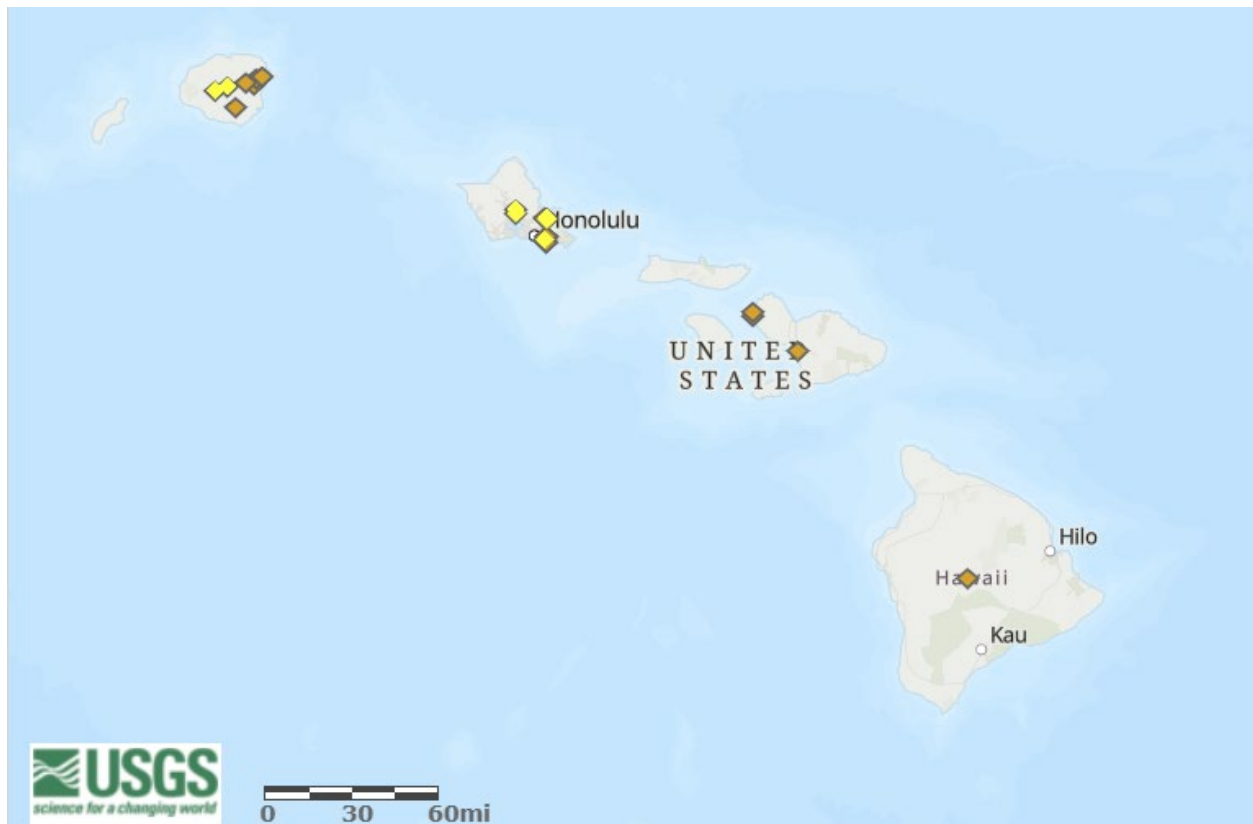 Honolulu
UNITED
STATES
Hilo
Hawaii
Kau
USGS
science for a changing world
0 30 60mi